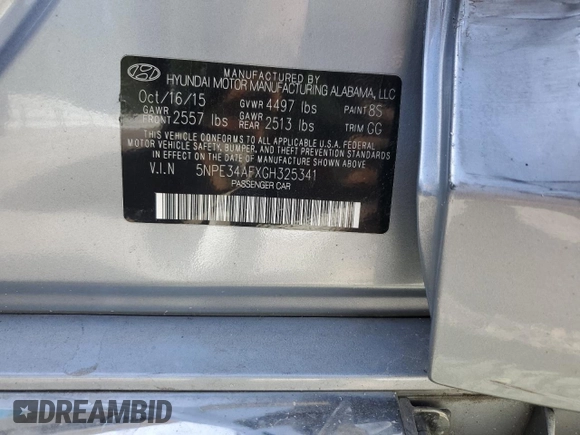 MANUFACTURED BY
HYUNDAI MOTOR MANUFACTURING ALABAMA, LLC
Oct/16/15 GVWR 4497 lbs PAINT 8S
GAWR FRONT 2557 lbs GAWR REAR 2513 lbs TRIM GG
THIS VEHICLE CONFORMS TO ALL APPLICABLE U.S.A. FEDERAL
MOTOR VEHICLE SAFETY, BUMPER, AND THEFT PREVENTION STANDARDS
IN EFFECT ON THE DATE OF MANUFACTURE SHOWN ABOVE.
V.I.N 5NPE34AFXGH325341
PASSENGER CAR
DREAMBID